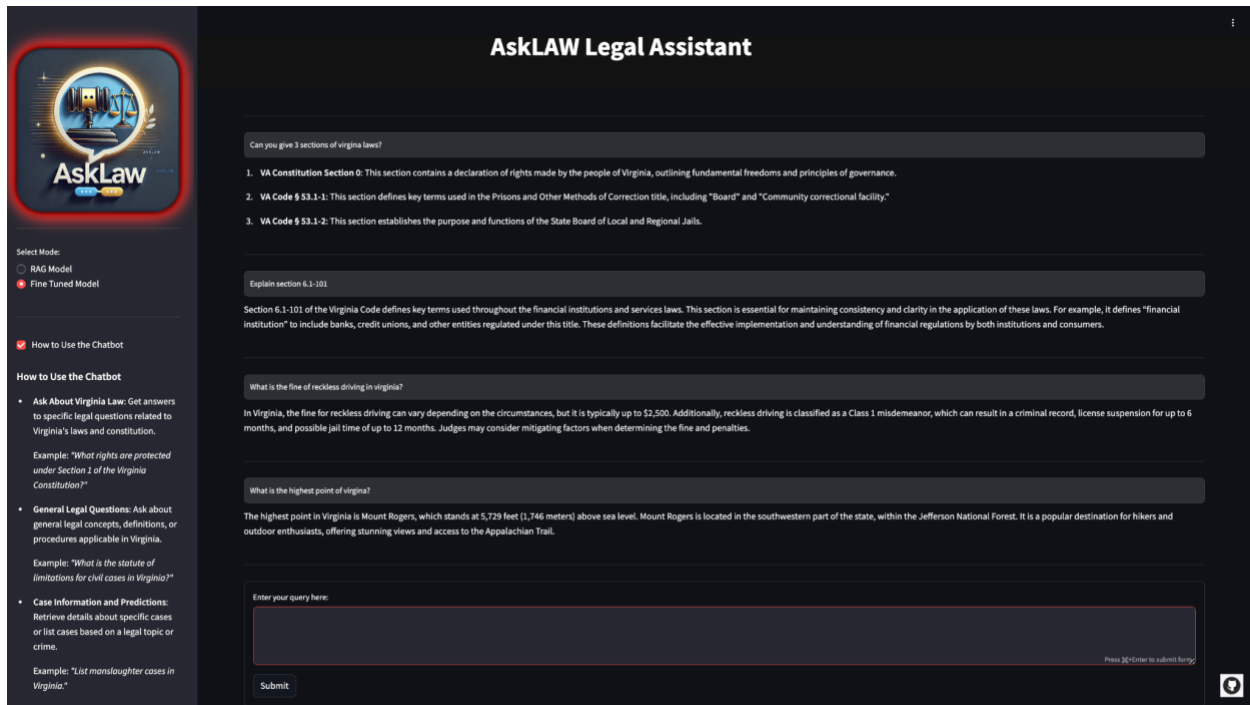 AskLaw
Select Mode:
RAG Model
Fine Tuned Model
How to Use the Chatbot
How to Use the Chatbot
• Ask About Virginia Law: Get answers
to specific legal questions related to
Virginia's laws and constitution.
Example: "What rights are protected
under Section 1 of the Virginia
Constitution?"
• General Legal Questions: Ask about
general legal concepts, definitions, or
procedures applicable in Virginia.
Example: "What is the statute of
limitations for civil cases in Virginia?"
• Case Information and Predictions:
Retrieve details about specific cases
or list cases based on a legal topic or
crime.
Example: "List manslaughter cases in
Virginia."
AskLAW Legal Assistant
Can you give 3 sections of virgina laws?
1. VA Constitution Section 0: This section contains a declaration of rights made by the people of Virginia, outlining fundamental freedoms and principles of governance.
2. VA Code § 53.1-1: This section defines key terms used in the Prisons and Other Methods of Correction title, including "Board" and "Community correctional facility."
3. VA Code § 53.1-2: This section establishes the purpose and functions of the State Board of Local and Regional Jails.
Explain section 6.1-101
Section 6.1-101 of the Virginia Code defines key terms used throughout the financial institutions and services laws. This section is essential for maintaining consistency and clarity in the application of these laws. For example, it defines "financial
institution" to include banks, credit unions, and other entities regulated under this title. These definitions facilitate the effective implementation and understanding of financial regulations by both institutions and consumers.
What is the fine of reckless driving in virginia?
In Virginia, the fine for reckless driving can vary depending on the circumstances, but it is typically up to $2,500. Additionally, reckless driving is classified as a Class 1 misdemeanor, which can result in a criminal record, license suspension for up to 6
months, and possible jail time of up to 12 months. Judges may consider mitigating factors when determining the fine and penalties.
What is the highest point of virgina?
The highest point in Virginia is Mount Rogers, which stands at 5,729 feet (1,746 meters) above sea level. Mount Rogers is located in the southwestern part of the state, within the Jefferson National Forest. It is a popular destination for hikers and
outdoor enthusiasts, offering stunning views and access to the Appalachian Trail.
Enter your query here:
Press ⌘+Enter to submit form
Submit